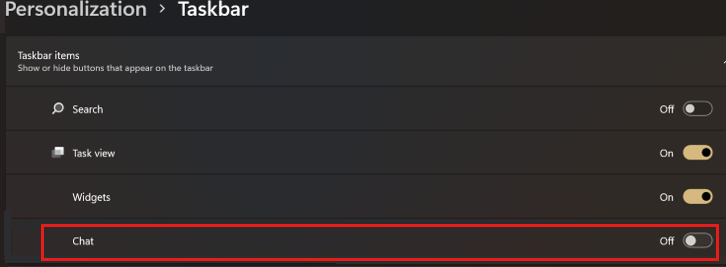 Personalization > Taskbar
Taskbar items
Show or hide buttons that appear on the taskbar
Search Off
Task view On
Widgets On
Chat Off